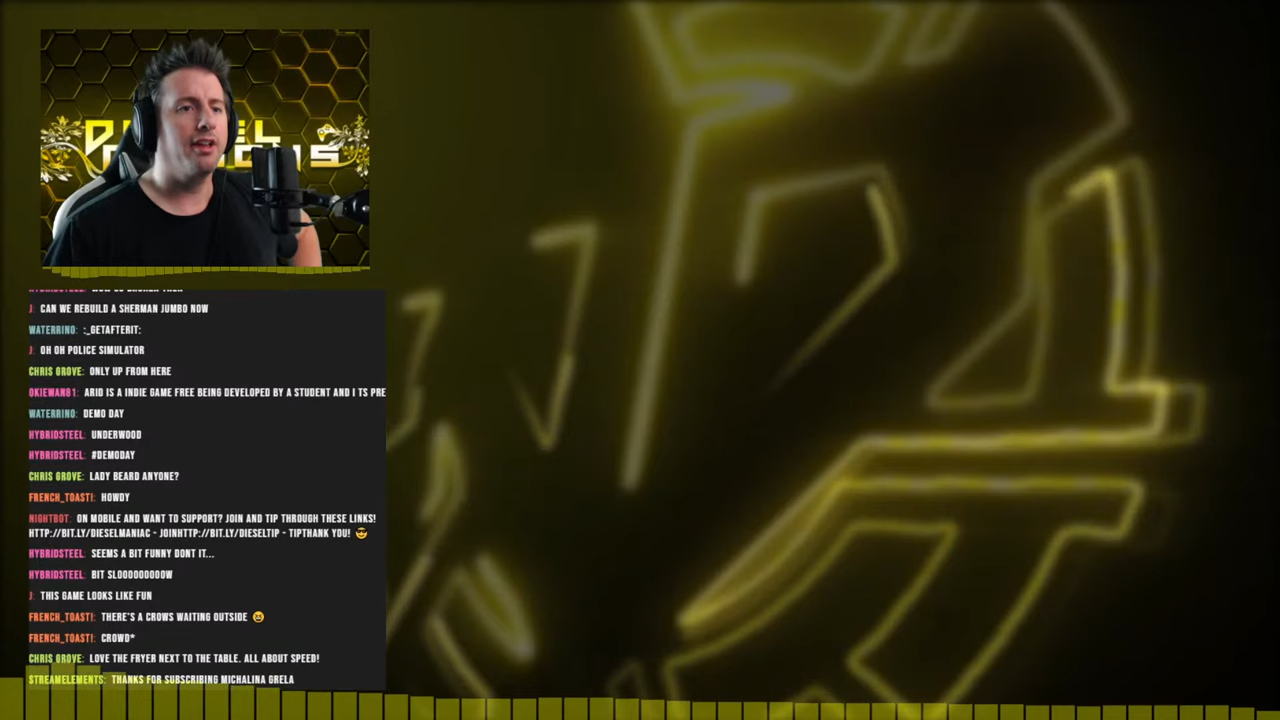 J: CAN WE REBUILD A SHERMAN JUMBO NOW
WATERRINO: :_GETAFTERIT:
J: OH OH POLICE SIMULATOR
CHRIS GROVE: ONLY UP FROM HERE
OKIEWAN81: ARID IS A INDIE GAME FREE BEING DEVELOPED BY A STUDENT AND I TS PRE
WATERRINO: DEMO DAY
HYBRIDSTEEL: UNDERWOOD
HYBRIDSTEEL: #DEMODAY
CHRIS GROVE: LADY BEARD ANYONE?
FRENCH_TOAST!: HOWDY
NIGHTBOT: ON MOBILE AND WANT TO SUPPORT? JOIN AND TIP THROUGH THESE LINKS!
HTTP://BIT.LY/DIESELMANIAC - JOINHTTP://BIT.LY/DIESELTIP - TIPTHANK YOU! 😎
HYBRIDSTEEL: SEEMS A BIT FUNNY DONT IT...
HYBRIDSTEEL: BIT SLOOOOOOOOW
J: THIS GAME LOOKS LIKE FUN
FRENCH_TOAST!: THERE'S A CROWS WAITING OUTSIDE 😆
FRENCH_TOAST!: CROWD*
CHRIS GROVE: LOVE THE FRYER NEXT TO THE TABLE. ALL ABOUT SPEED!
STREAMELEMENTS: THANKS FOR SUBSCRIBING MICHALINA GRELA